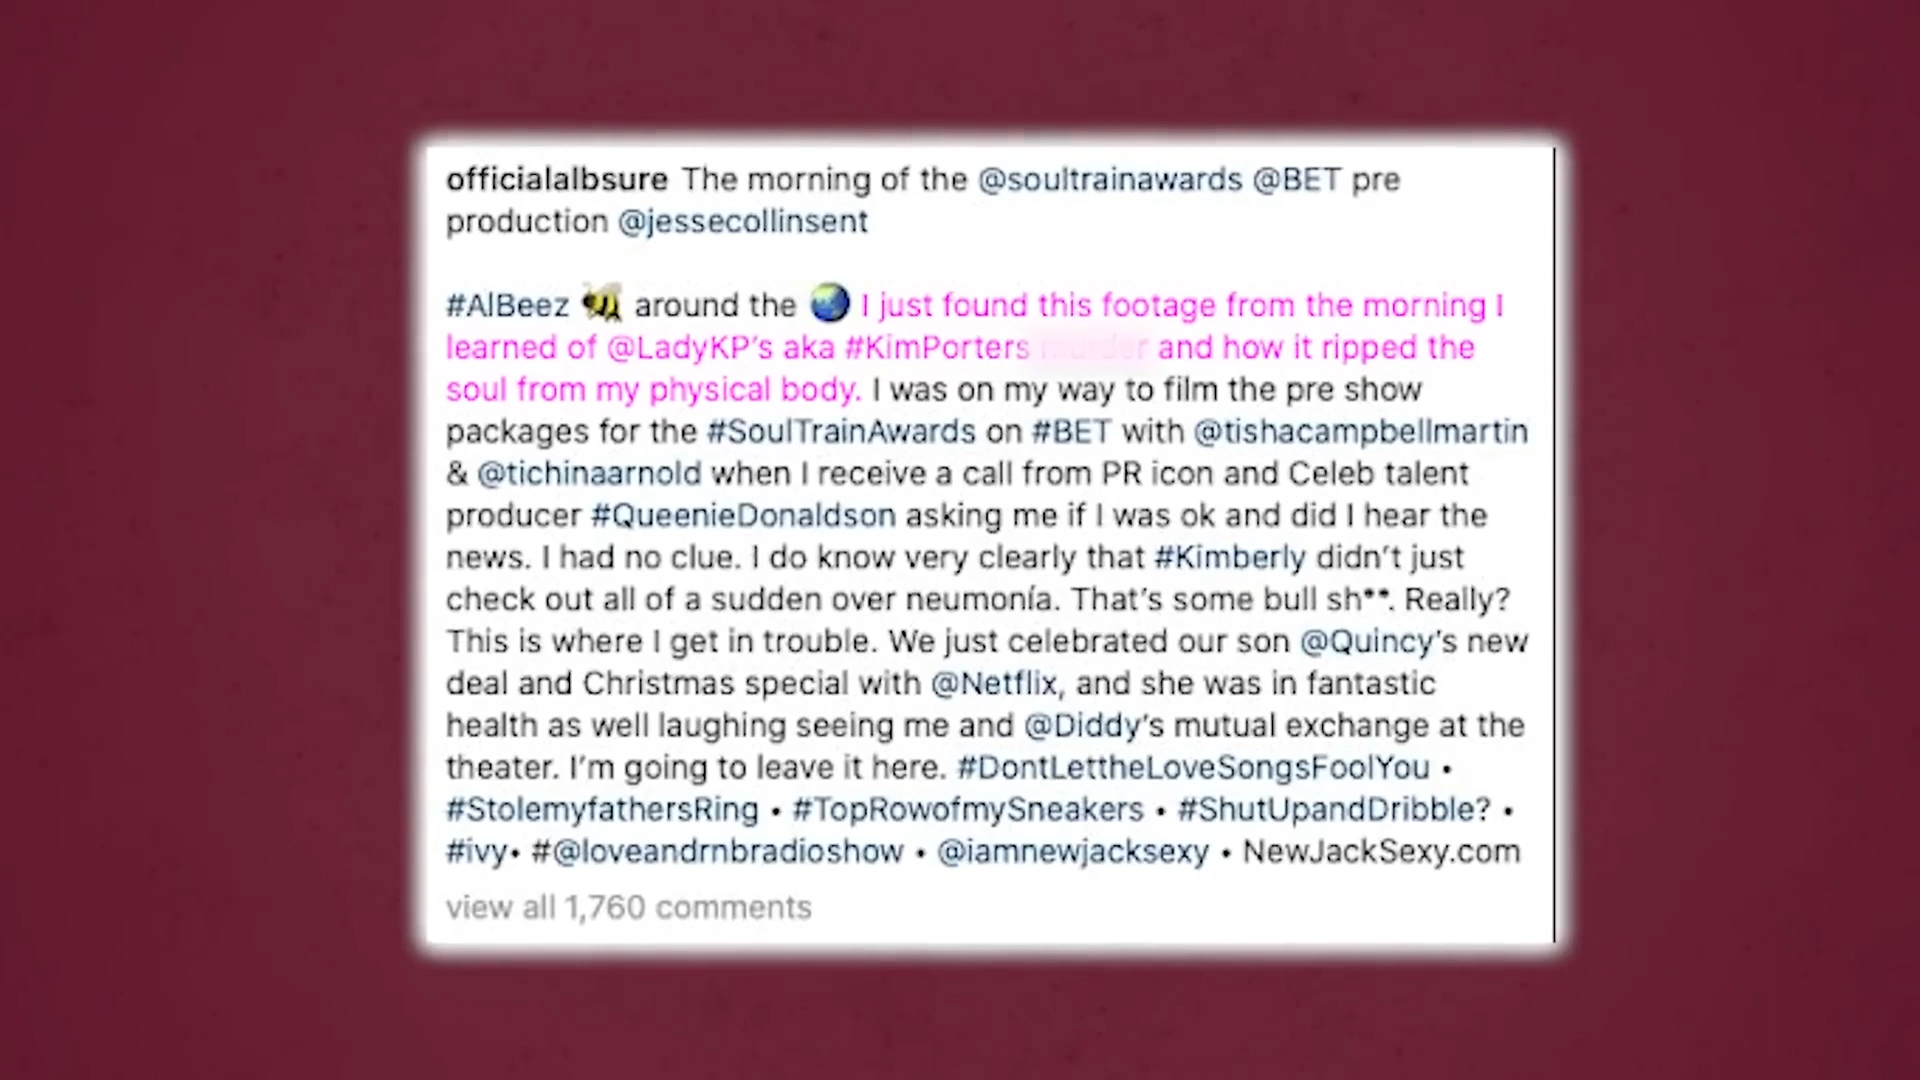 officialalbsure The morning of the @soultrainawards @BET pre
production @jessecollinsent
#AlBeez 🐝 around the 🌏 I just found this footage from the morning I
learned of @LadyKP's aka #KimPorters murder and how it ripped the
soul from my physical body. I was on my way to film the pre show
packages for the #SoulTrainAwards on #BET with @tishacampbellmartin
& @tichinaarnold when I receive a call from PR icon and Celeb talent
producer #QueenieDonaldson asking me if I was ok and did I hear the
news. I had no clue. I do know very clearly that #Kimberly didn't just
check out all of a sudden over neumonía. That's some bull sh**. Really?
This is where I get in trouble. We just celebrated our son @Quincy's new
deal and Christmas special with @Netflix, and she was in fantastic
health as well laughing seeing me and @Diddy's mutual exchange at the
theater. I'm going to leave it here. #DontLettheLoveSongsFoolYou •
#StolemyfathersRing • #TopRowofmySneakers • #ShutUpandDribble? •
#ivy• #@loveandrnbradioshow • @iamnewjacksexy • NewJackSexy.com
view all 1,760 comments